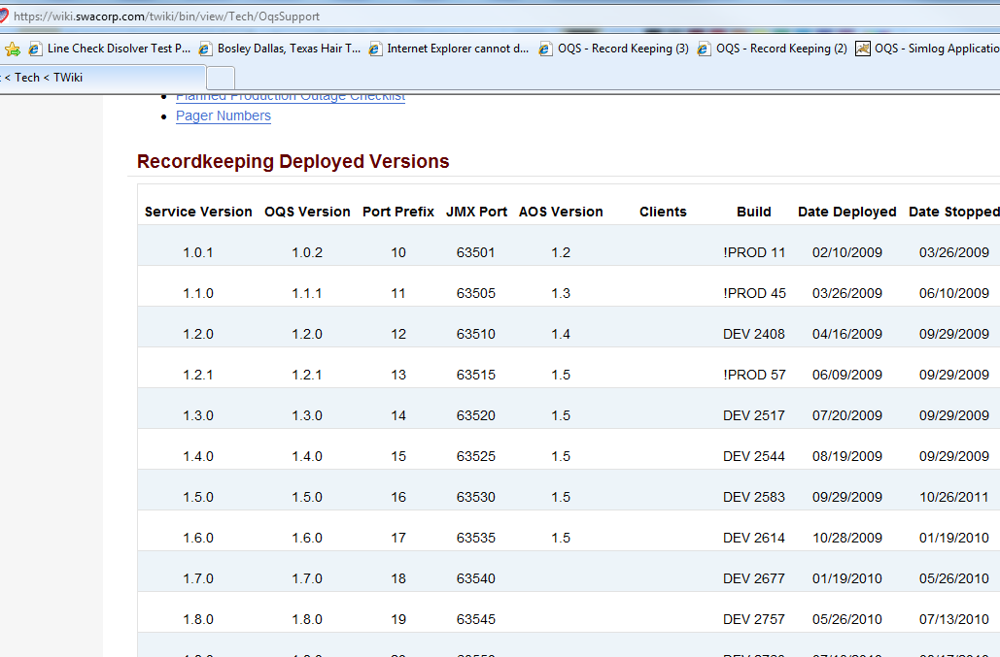 https://wiki.swacorp.com/twiki/bin/view/Tech/OqsSupport
Line Check Disolver Test P... Bosley Dallas, Texas Hair T... Internet Explorer cannot d... OQS - Record Keeping (3) OQS - Record Keeping (2) OQS - Simlog Applicatio
< Tech < TWiki
Planned Production Outage Checklist
Pager Numbers
Recordkeeping Deployed Versions
Service Version OQS Version Port Prefix JMX Port AOS Version Clients Build Date Deployed Date Stopped
1.0.1 1.0.2 10 63501 1.2 !PROD 11 02/10/2009 03/26/2009
1.1.0 1.1.1 11 63505 1.3 !PROD 45 03/26/2009 06/10/2009
1.2.0 1.2.0 12 63510 1.4 DEV 2408 04/16/2009 09/29/2009
1.2.1 1.2.1 13 63515 1.5 !PROD 57 06/09/2009 09/29/2009
1.3.0 1.3.0 14 63520 1.5 DEV 2517 07/20/2009 09/29/2009
1.4.0 1.4.0 15 63525 1.5 DEV 2544 08/19/2009 09/29/2009
1.5.0 1.5.0 16 63530 1.5 DEV 2583 09/29/2009 10/26/2011
1.6.0 1.6.0 17 63535 1.5 DEV 2614 10/28/2009 01/19/2010
1.7.0 1.7.0 18 63540 DEV 2677 01/19/2010 05/26/2010
1.8.0 1.8.0 19 63545 DEV 2757 05/26/2010 07/13/2010